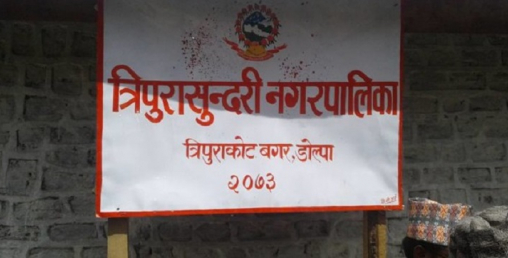 त्रिपुरासुन्दरी नगरपालिका
त्रिपुराकोट बगर, डोल्पा
२०७३